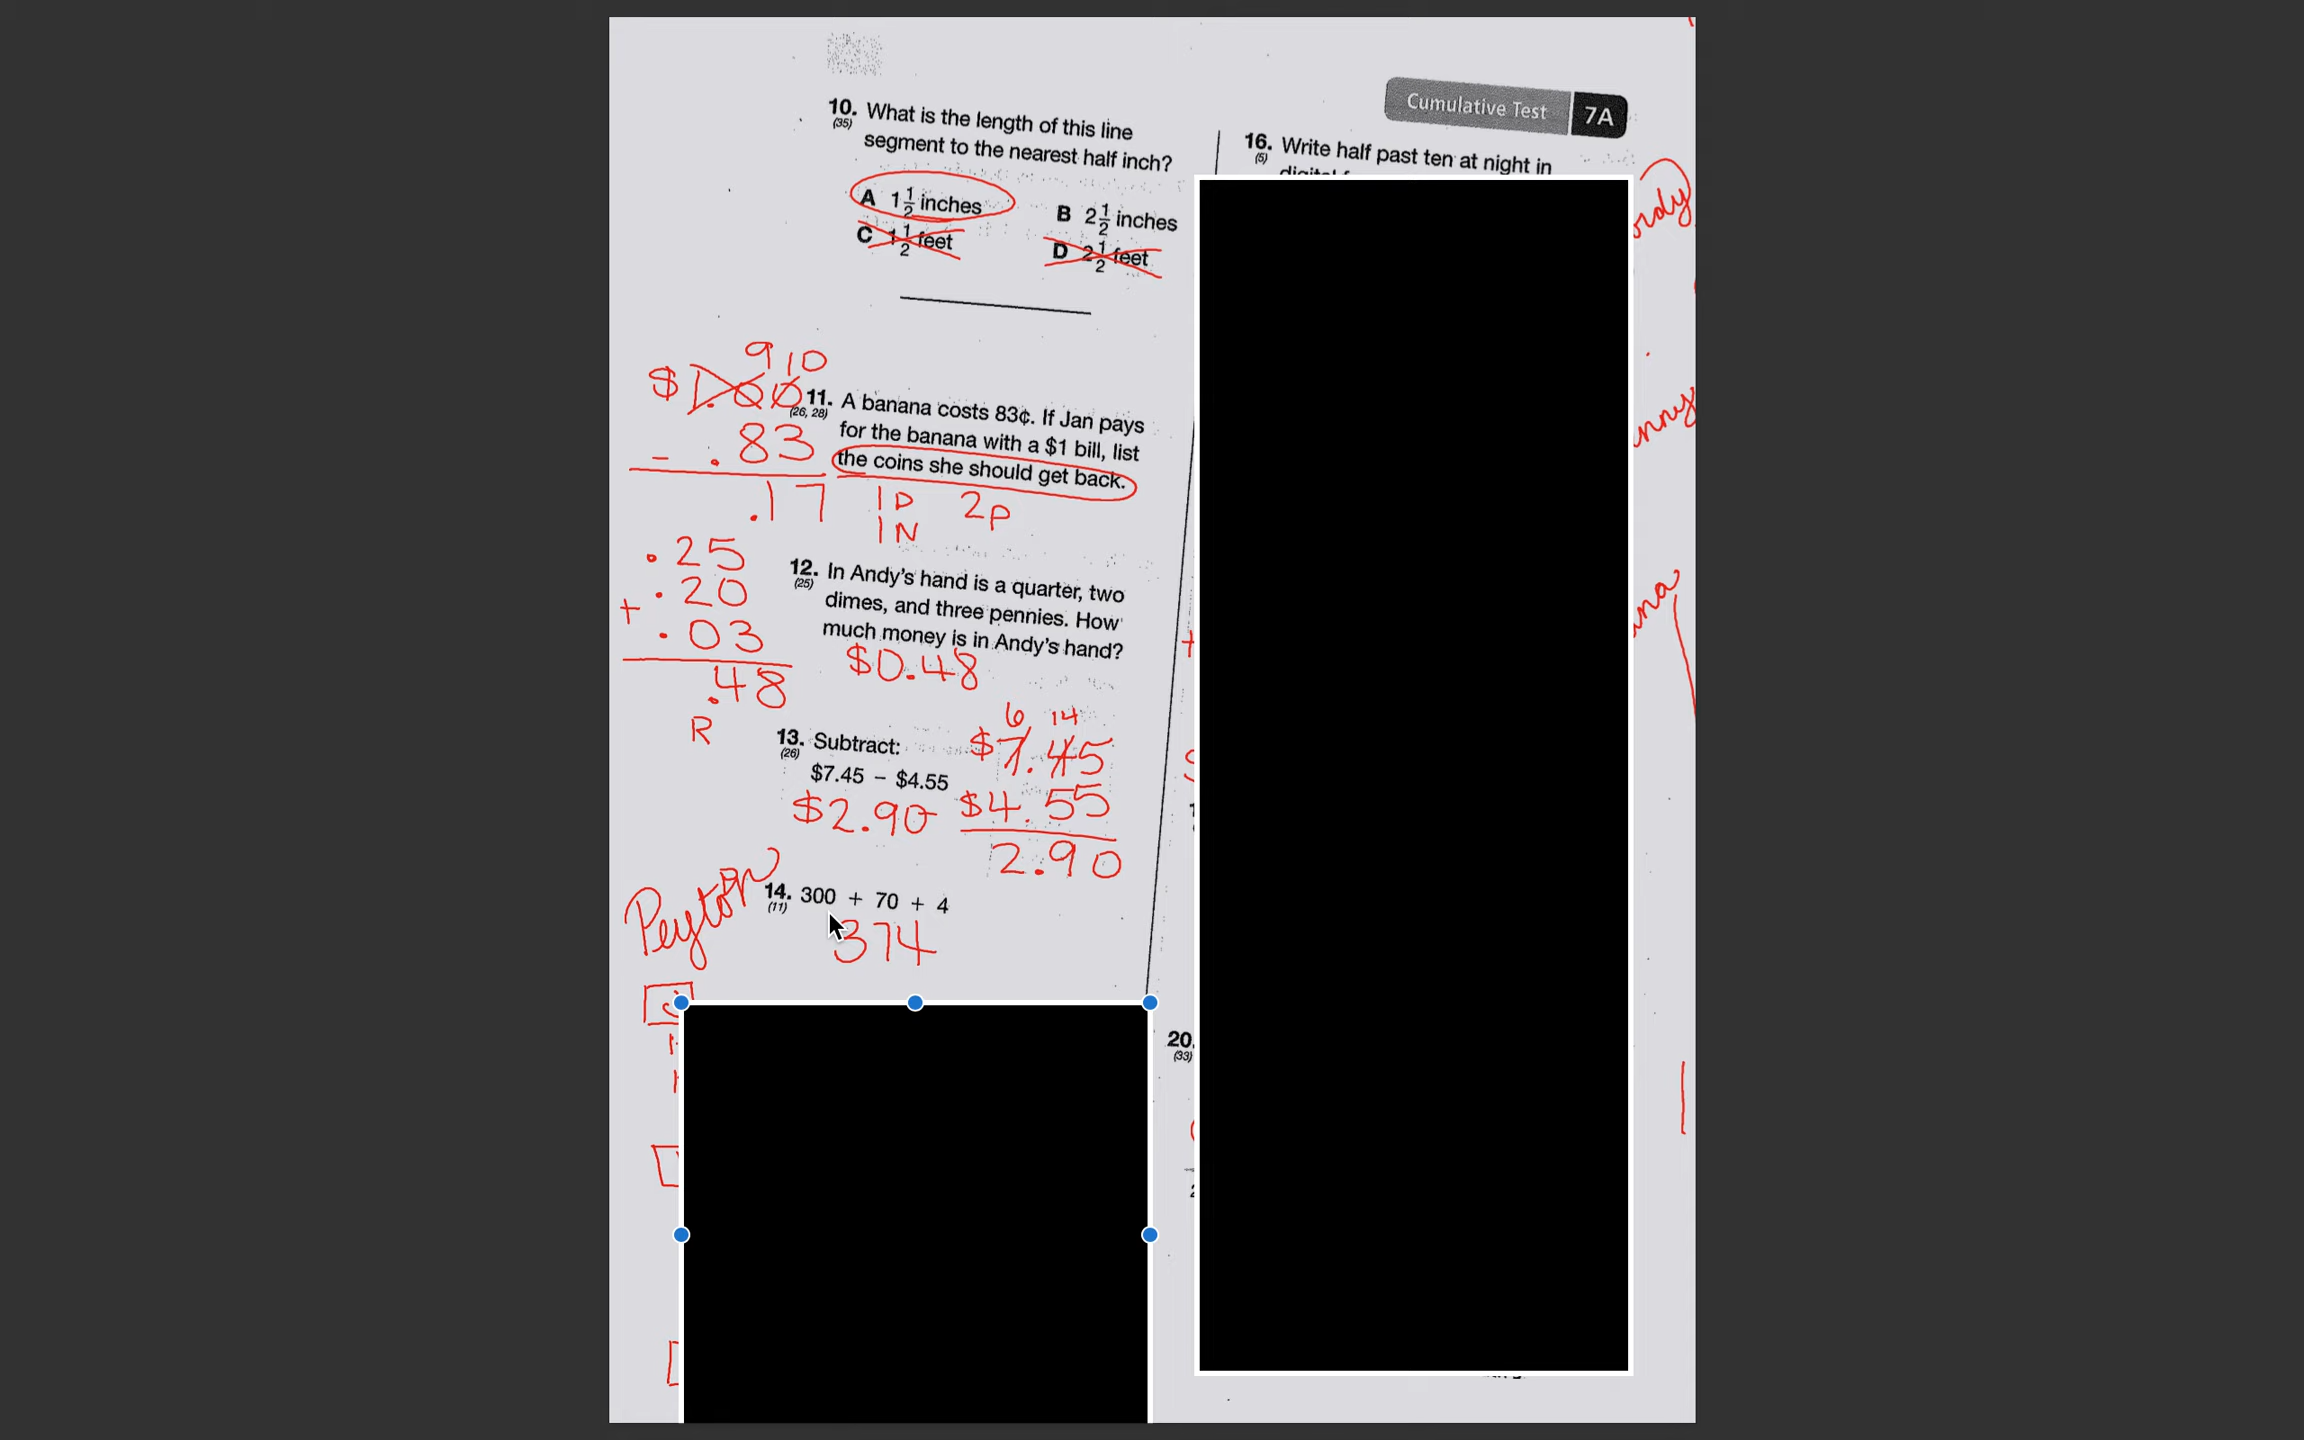 Cumulative Test 7A
10. What is the length of this line
(35) segment to the nearest half inch?
A 1 1/2 inches B 2 1/2 inches
C 1 1/2 feet D 2 1/2 feet
9 10
$1.00
- .83
.17
11. A banana costs 83¢. If Jan pays
(26, 28) for the banana with a $1 bill, list
the coins she should get back.
1D 2P
1N
.25
+ .20
.03
.48
R
12. In Andy's hand is a quarter, two
(25) dimes, and three pennies. How
much money is in Andy's hand?
$0.48
13. Subtract:
(26) $7.45 – $4.55
$2.90
6 14
$7.45
$4.55
2.90
Peyton
14. 300 + 70 + 4
(11)
374
16. Write half past ten at night in
(5)
20.
(33)